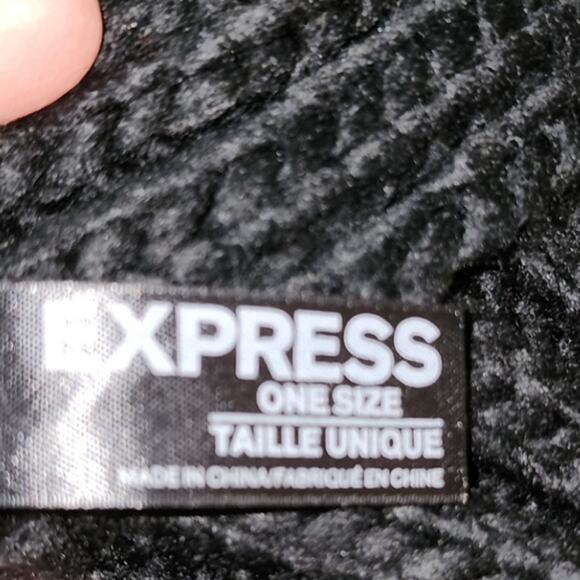 EXPRESS
ONE SIZE
TAILLE UNIQUE
MADE IN CHINA/FABRIQUÉ EN CHINE